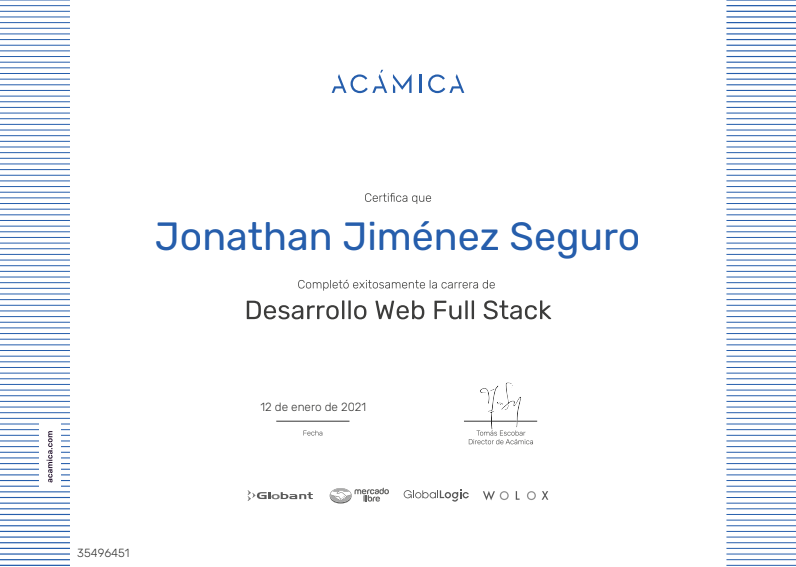 ACÁMICA
Certifica que
Jonathan Jiménez Seguro
Completó exitosamente la carrera de
Desarrollo Web Full Stack
12 de enero de 2021
Fecha
Tomás Escobar
Director de Acámica
acamica.com
Globant
mercado
libre
GlobalLogic
WOLOX
35496451